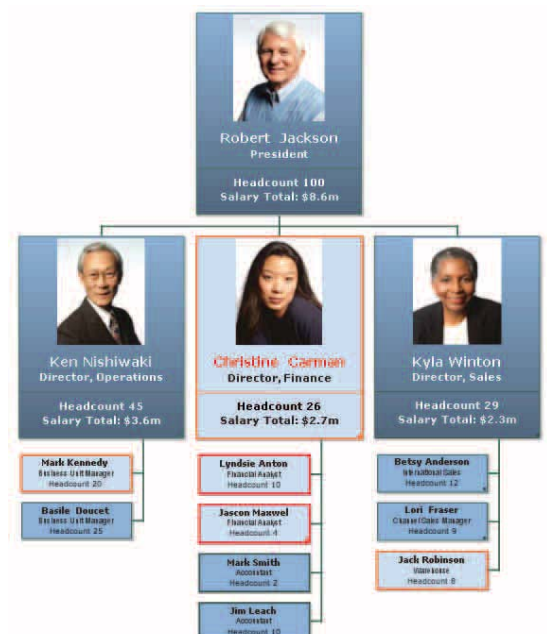 Robert Jackson
President
Headcount 100
Salary Total: $8.6m
Ken Nishiwaki
Director, Operations
Headcount 45
Salary Total: $3.6m
Christine Carman
Director, Finance
Headcount 26
Salary Total: $2.7m
Kyla Winton
Director, Sales
Headcount 29
Salary Total: $2.3m
Mark Kennedy
Business Unit Manager
Headcount 20
Basile Doucet
Business Unit Manager
Headcount 25
Lyndsie Anton
Financial Analyst
Headcount 10
Jascon Maxwel
Financial Analyst
Headcount 4
Mark Smith
Accountant
Headcount 2
Jim Leach
Accountant
Headcount 10
Betsy Anderson
International Sales
Headcount 12
Lori Fraser
Channel Sales Manager
Headcount 9
Jack Robinson
Warehouse
Headcount 8